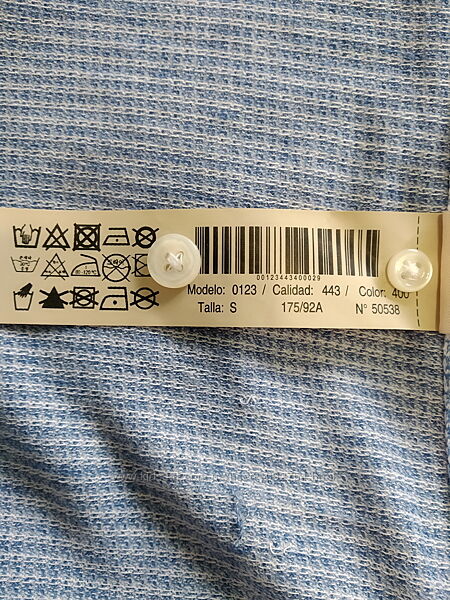 00123443400029
Modelo: 0123 / Calidad: 443 / Color: 400
Talla: S 175/92A N° 50538